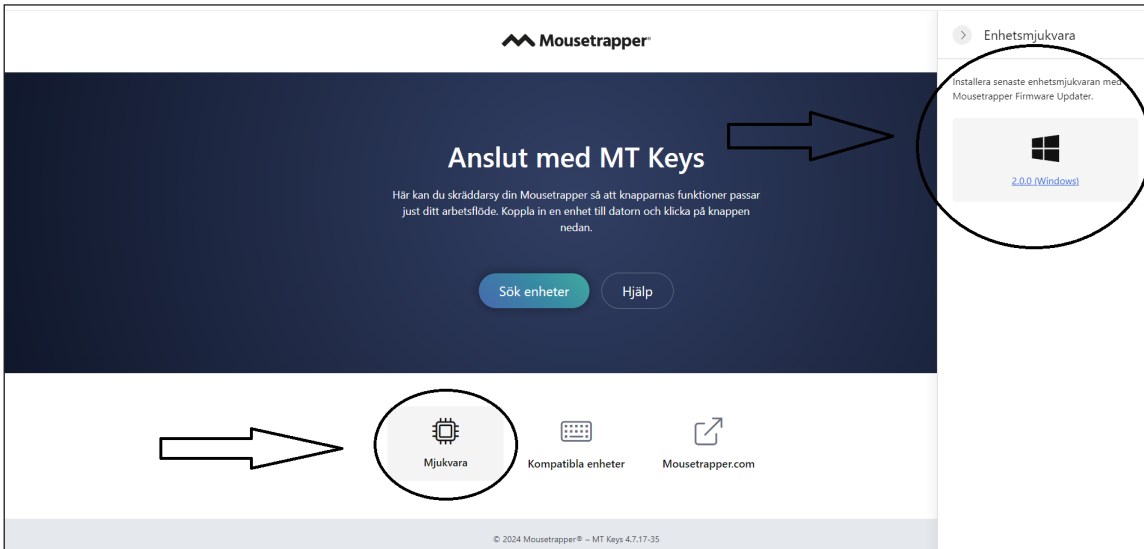 Mousetrapper®
Anslut med MT Keys
Här kan du skräddarsy din Mousetrapper så att knapparnas funktioner passar
just ditt arbetsflöde. Koppla in en enhet till datorn och klicka på knappen
nedan.
Sök enheter
Hjälp
Mjukvara
Kompatibla enheter
Mousetrapper.com
© 2024 Mousetrapper® – MT Keys 4.7.17-35
Enhetsmjukvara
Installera senaste enhetsmjukvaran med
Mousetrapper Firmware Updater.
2.0.0 (Windows)